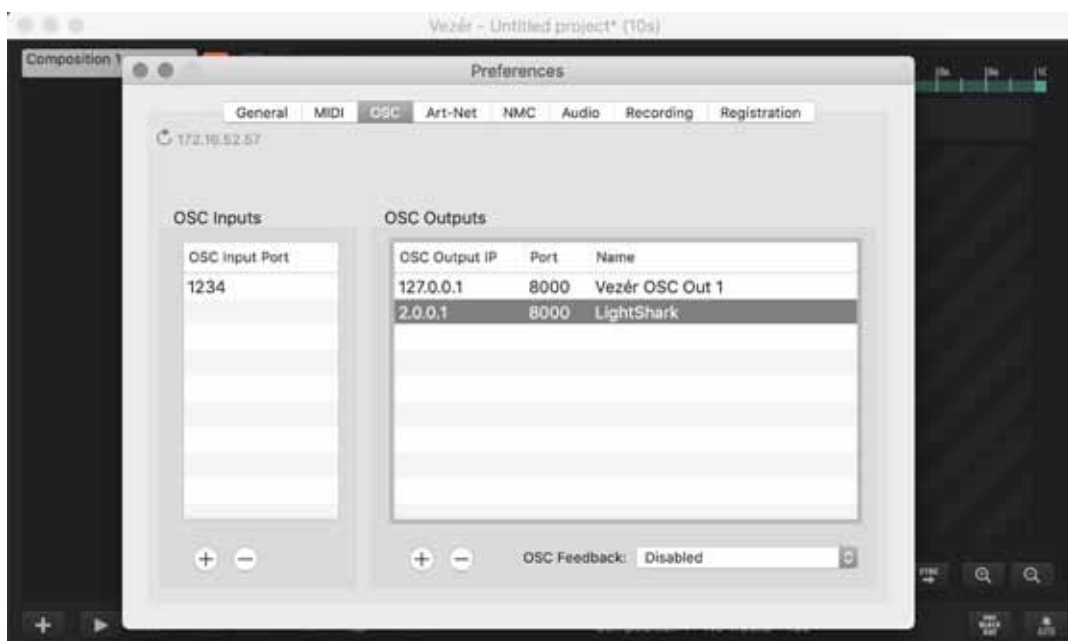 Vezér – Untitled project* (10s)
Composition 1
Preferences
General MIDI OSC Art-Net NMC Audio Recording Registration
172.16.52.57
OSC Inputs
OSC Outputs
OSC Input Port
OSC Output IP Port Name
1234
127.0.0.1 8000 Vezér OSC Out 1
2.0.0.1 8000 LightShark
OSC Feedback: Disabled
SYNC